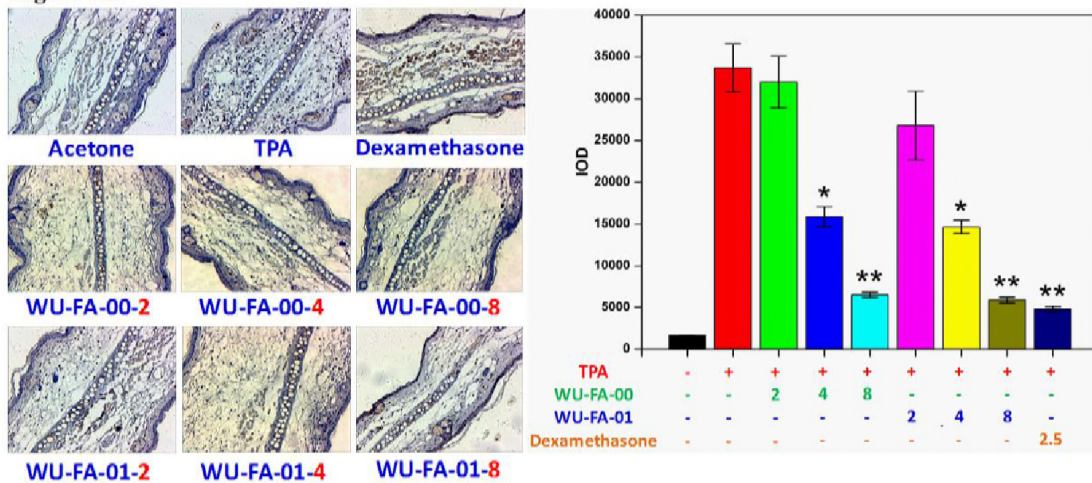 Acetone TPA Dexamethasone
WU-FA-00-2 WU-FA-00-4 WU-FA-00-8
WU-FA-01-2 WU-FA-01-4 WU-FA-01-8
40000
35000
30000
25000
20000
15000
10000
5000
0
IOD
* ** * ** **
TPA - + + + + + + + +
WU-FA-00 - - 2 4 8 - - - -
WU-FA-01 - - - - - 2 4 8 -
Dexamethasone - - - - - - - - 2.5